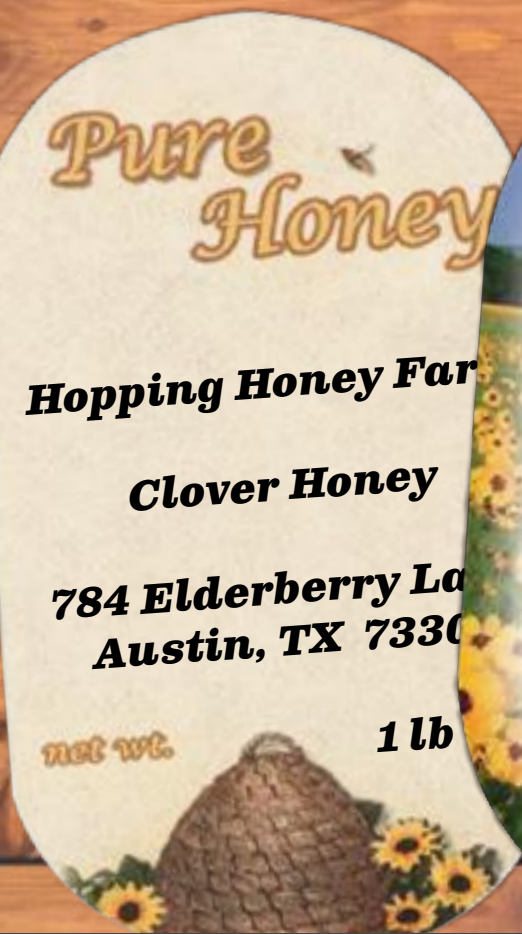 Pure
Honey
Hopping Honey Far
Clover Honey
784 Elderberry La
Austin, TX 7330
net wt. 1 lb